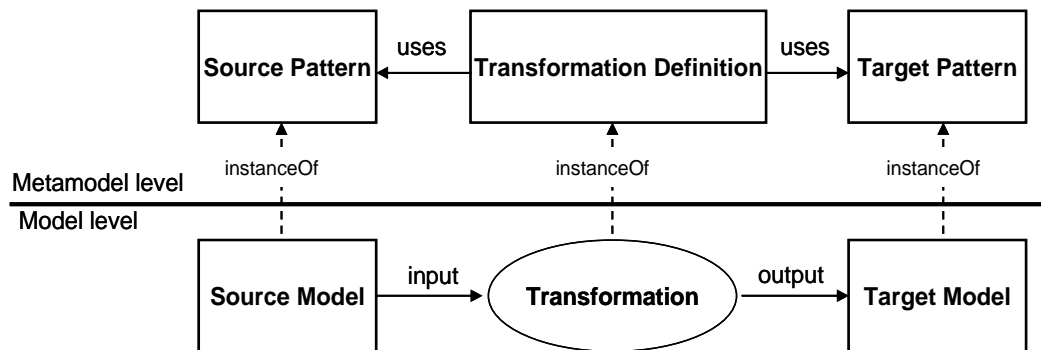 uses
uses
Source Pattern
Transformation Definition
Target Pattern
instanceOf
instanceOf
instanceOf
Metamodel level
Model level
input
output
Source Model
Transformation
Target Model